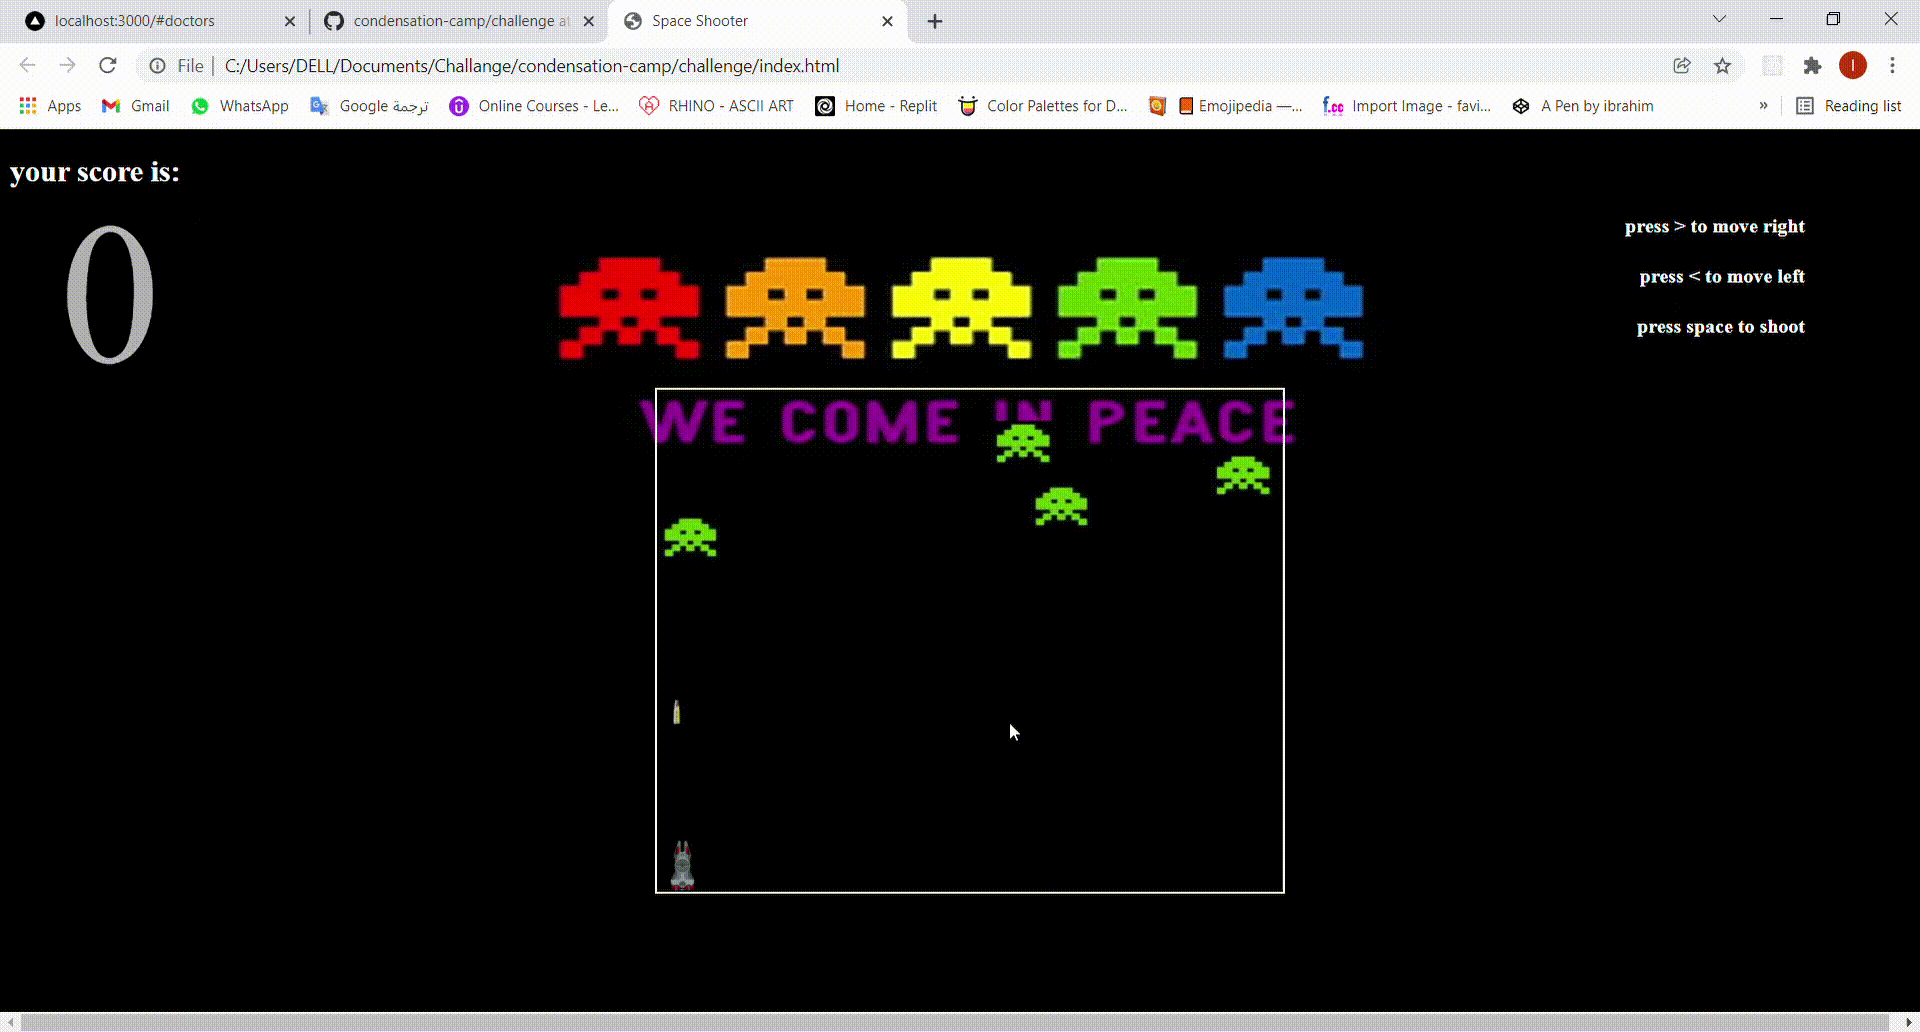 localhost:3000/#doctors
condensation-camp/challenge at
Space Shooter
File | C:/Users/DELL/Documents/Challange/condensation-camp/challenge/index.html
I
Apps
Gmail
WhatsApp
ترجمة Google
Online Courses - Le...
RHINO - ASCII ART
Home - Replit
Color Palettes for D...
Emojipedia —...
f.cc
Import Image - favi...
A Pen by ibrahim
»
Reading list
your score is:
0
press > to move right
press < to move left
press space to shoot
WE COME IN PEACE